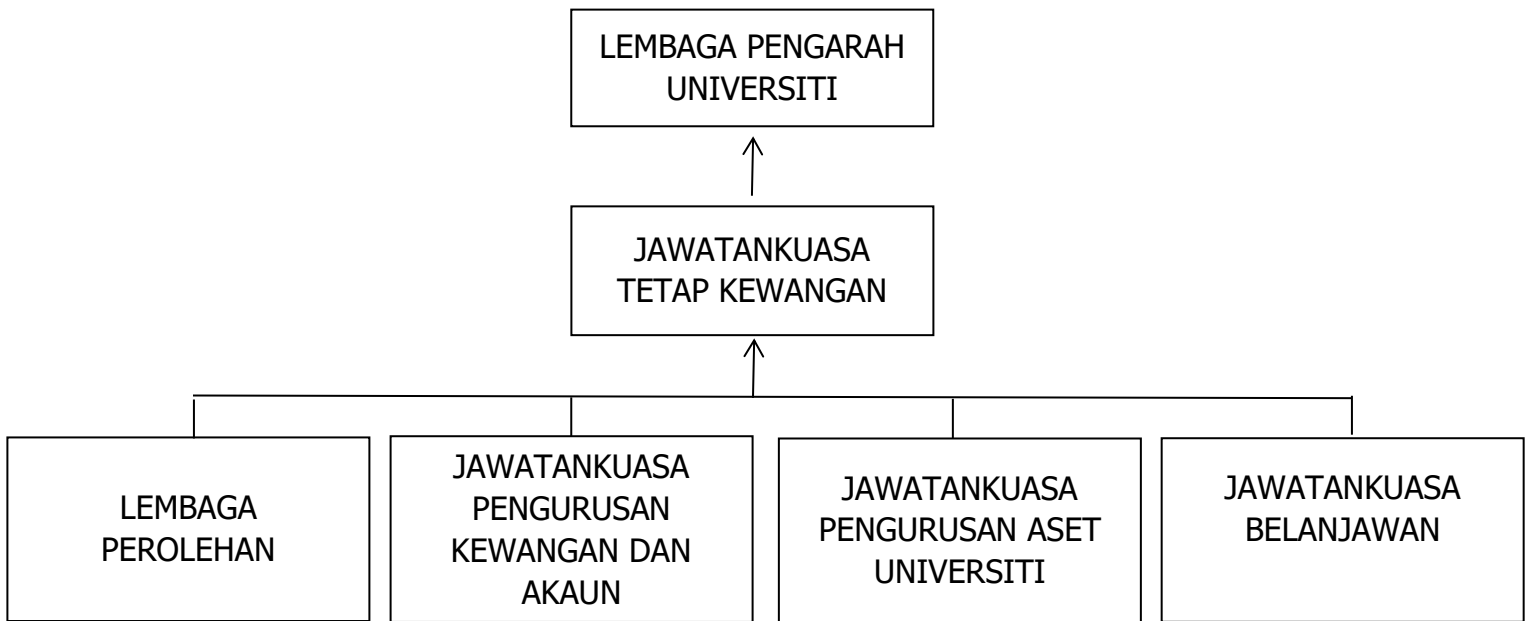 LEMBAGA PENGARAH
UNIVERSITI
JAWATANKUASA
TETAP KEWANGAN
LEMBAGA
PEROLEHAN
JAWATANKUASA
PENGURUSAN
KEWANGAN DAN
AKAUN
JAWATANKUASA
PENGURUSAN ASET
UNIVERSITI
JAWATANKUASA
BELANJAWAN